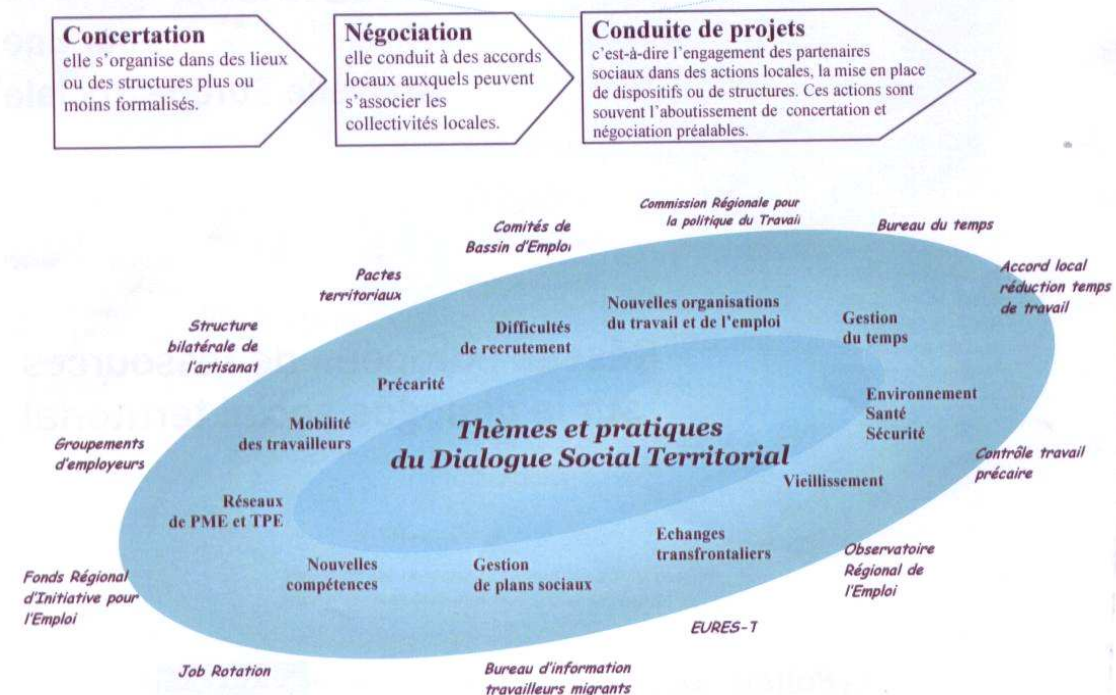 Concertation
elle s'organise dans des lieux
ou des structures plus ou
moins formalisés.
Négociation
elle conduit à des accords
locaux auxquels peuvent
s'associer les
collectivités locales.
Conduite de projets
c'est-à-dire l'engagement des partenaires
sociaux dans des actions locales, la mise en place
de dispositifs ou de structures. Ces actions sont
souvent l'aboutissement de concertation et
négociation préalables.
Commission Régionale pour
la politique du Travail
Comités de
Bassin d'Emploi
Bureau du temps
Pactes
territoriaux
Accord local
réduction temps
de travail
Structure
bilatérale de
l'artisanat
Nouvelles organisations
du travail et de l'emploi
Difficultés
de recrutement
Gestion
du temps
Précarité
Environnement
Santé
Sécurité
Mobilité
des travailleurs
Thèmes et pratiques
du Dialogue Social Territorial
Groupements
d'employeurs
Contrôle travail
précaire
Vieillissement
Réseaux
de PME et TPE
Echanges
transfrontaliers
Nouvelles
compétences
Gestion
de plans sociaux
Observatoire
Régional de
l'Emploi
Fonds Régional
d'Initiative pour
l'Emploi
EURES-T
Job Rotation
Bureau d'information
travailleurs migrants